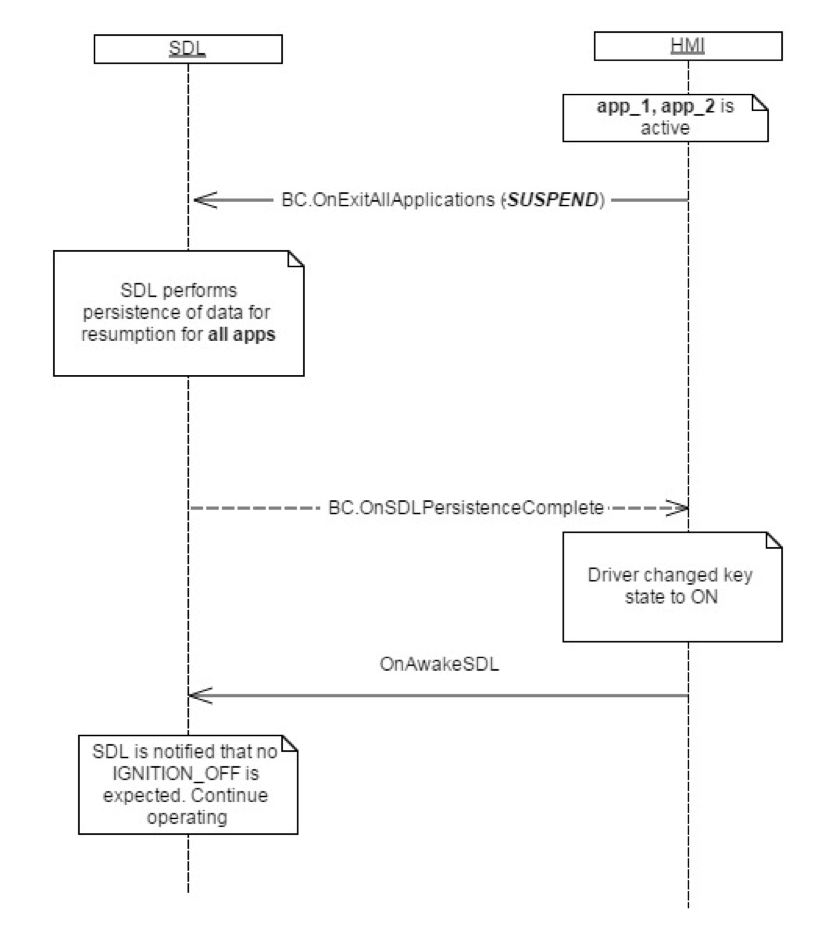 SDL
HMI
app_1, app_2 is
active
BC.OnExitAllApplications (SUSPEND)
SDL performs
persistence of data for
resumption for all apps
BC.OnSDLPersistenceComplete
Driver changed key
state to ON
OnAwakeSDL
SDL is notified that no
IGNITION_OFF is
expected. Continue
operating